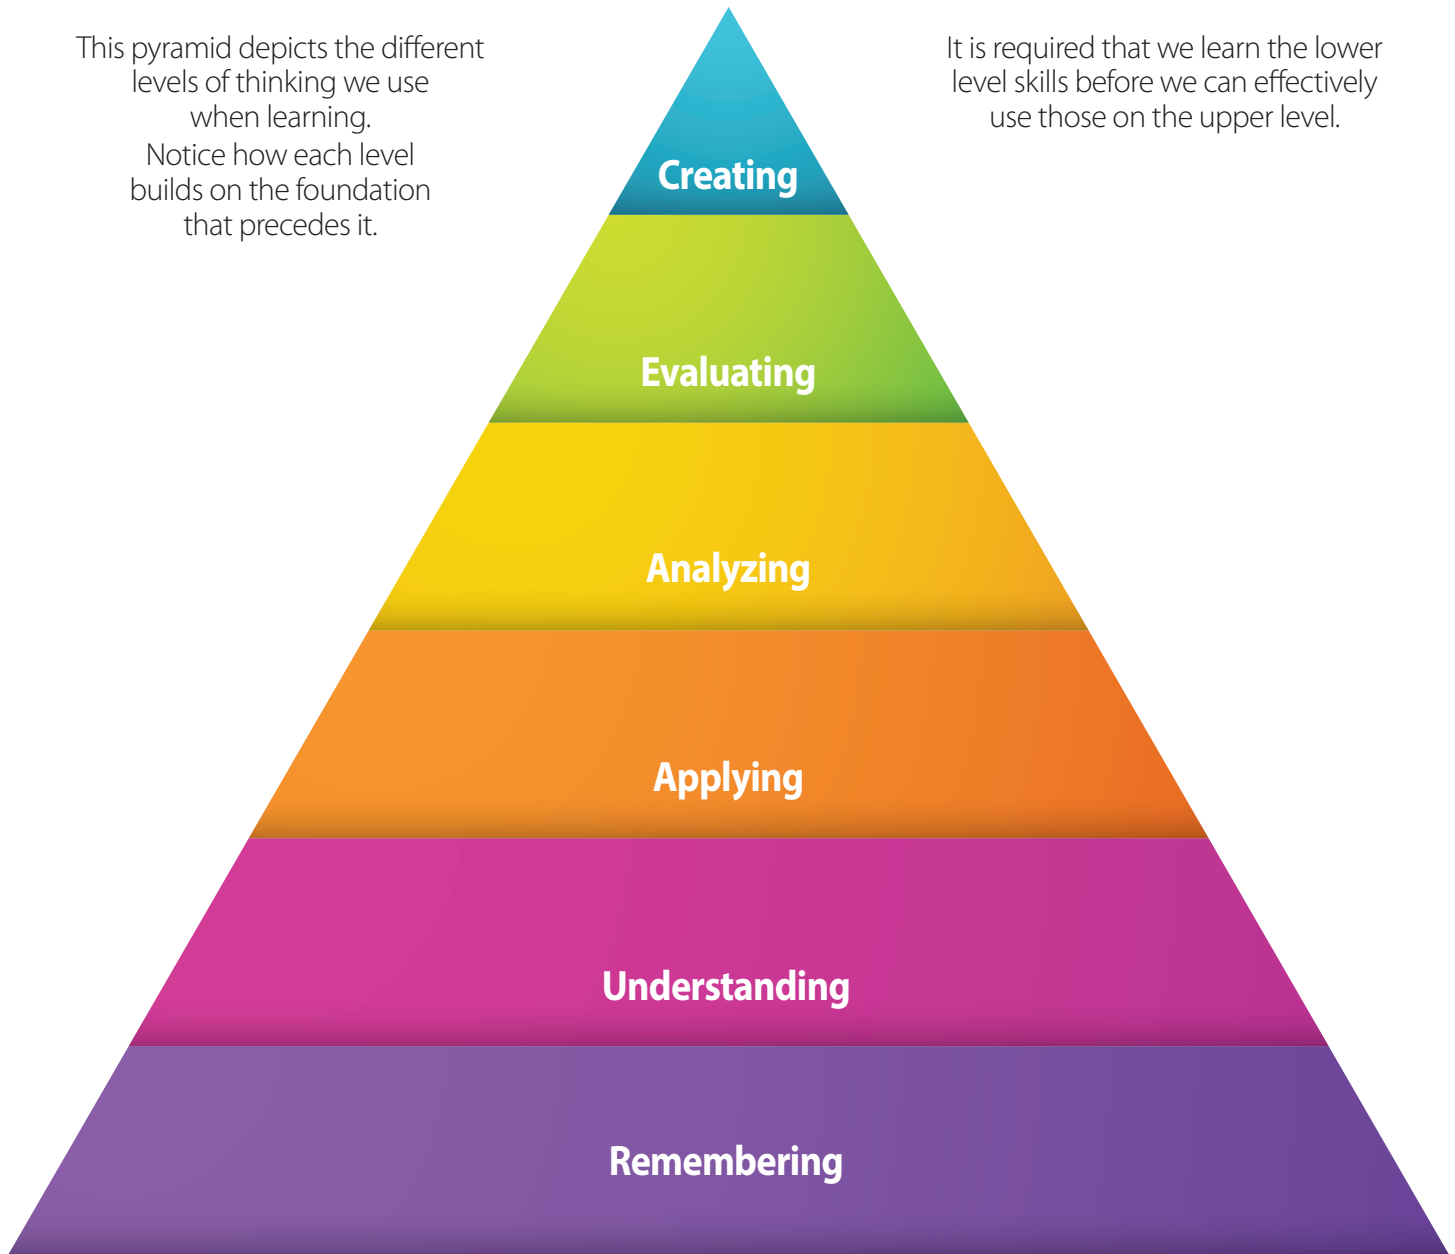 This pyramid depicts the different
levels of thinking we use
when learning.
Notice how each level
builds on the foundation
that precedes it.
It is required that we learn the lower
level skills before we can effectively
use those on the upper level.
Creating
Evaluating
Analyzing
Applying
Understanding
Remembering